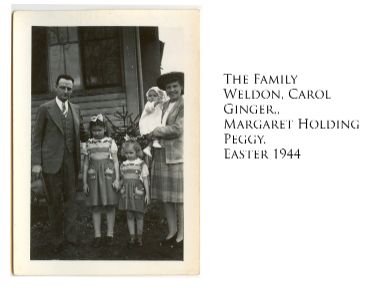 The Family
Weldon, Carol
Ginger,,
Margaret Holding
Peggy.
Easter 1944